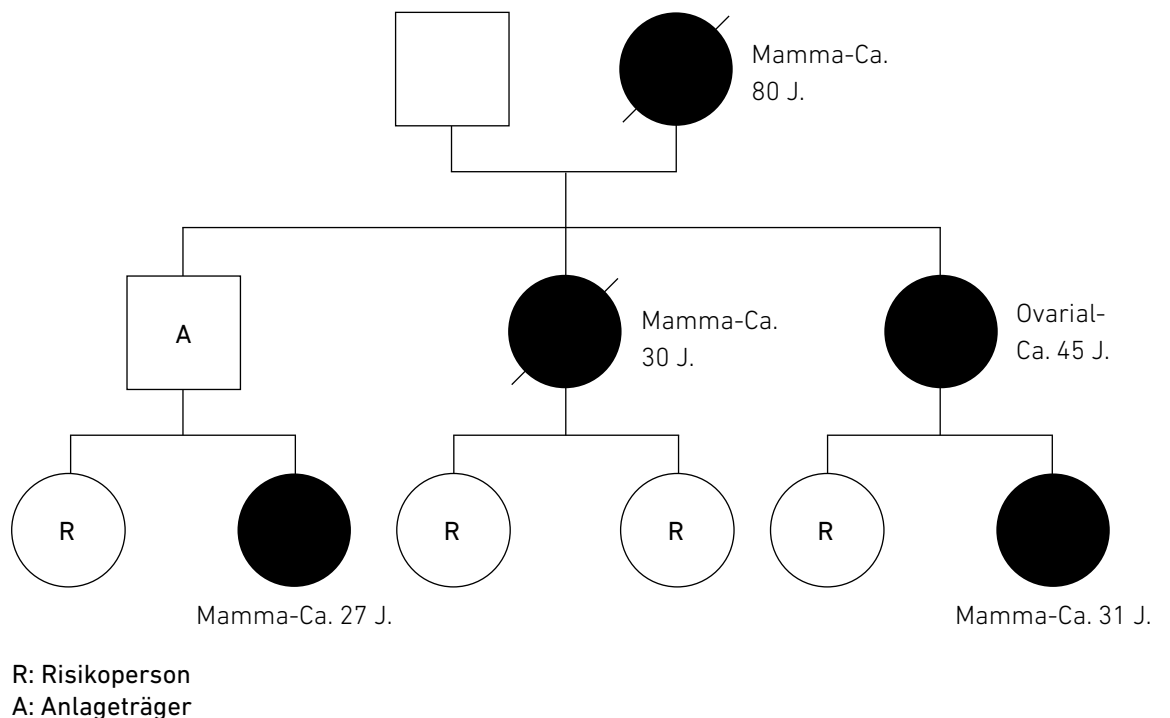 Mamma-Ca.
80 J.
A
Mamma-Ca.
30 J.
Ovarial-
Ca. 45 J.
R
R
R
R
Mamma-Ca. 27 J.
Mamma-Ca. 31 J.
R: Risikoperson
A: Anlageträger